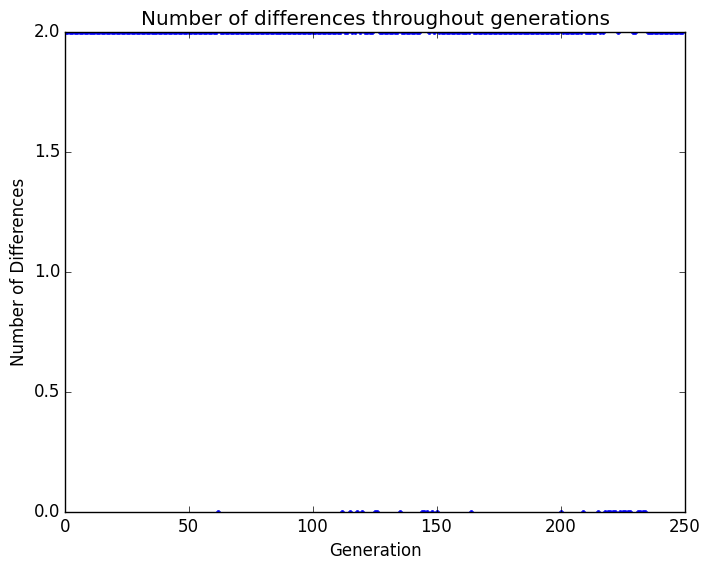 Number of differences throughout generations
2.0
1.5
1.0
0.5
0.0
Number of Differences
0 50 100 150 200 250
Generation